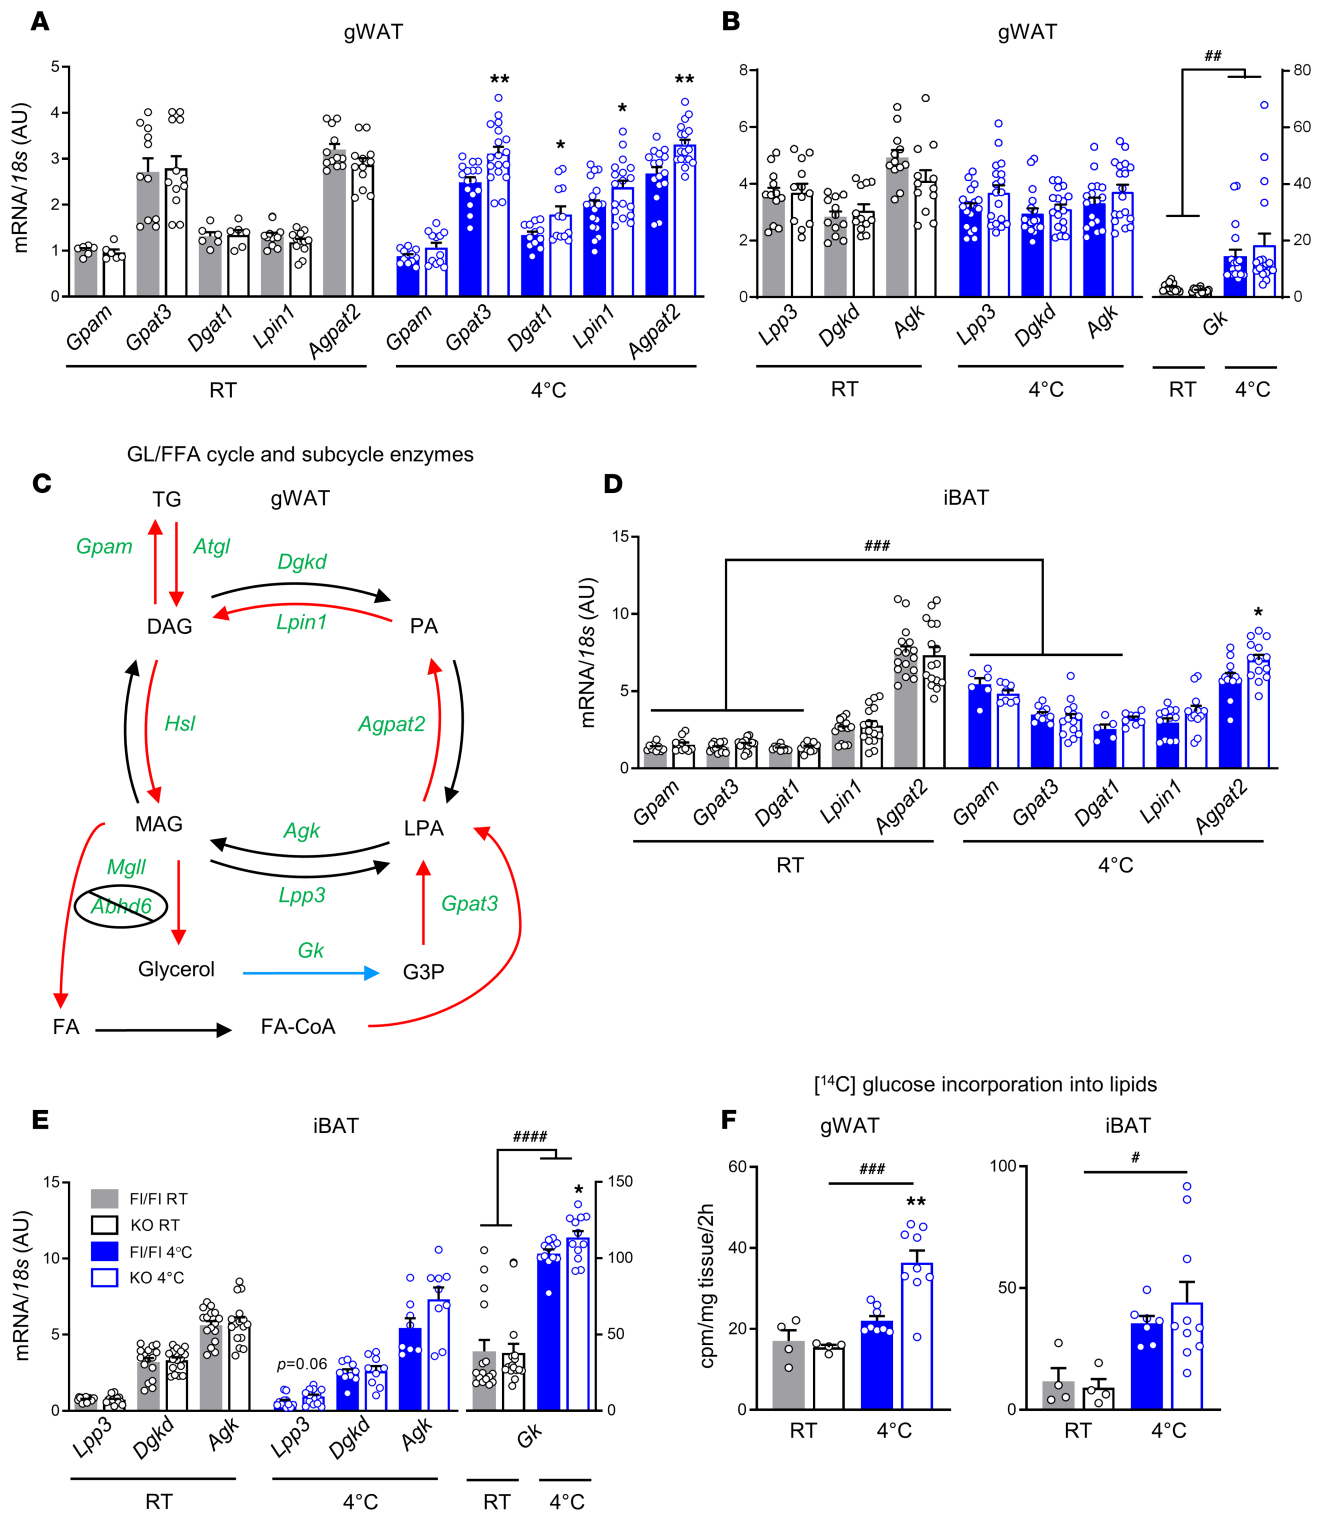 A
gWAT
mRNA/18s (AU)
5
4
3
2
1
0
**
*
*
**
Gpam Gpat3 Dgat1 Lpin1 Agpat2 Gpam Gpat3 Dgat1 Lpin1 Agpat2
RT 4°C
B
gWAT
8
6
4
2
0
##
80
60
40
20
0
Lpp3 Dgkd Agk Lpp3 Dgkd Agk Gk
RT 4°C RT 4°C
GL/FFA cycle and subcycle enzymes
C
TG gWAT
Gpam Atgl
Dgkd
DAG Lpin1 PA
Hsl Agpat2
MAG Agk LPA
Mgll
Abhd6 Lpp3 Gpat3
Gk
Glycerol G3P
FA FA-CoA
D
iBAT
mRNA/18s (AU)
15
10
5
0
###
*
Gpam Gpat3 Dgat1 Lpin1 Agpat2 Gpam Gpat3 Dgat1 Lpin1 Agpat2
RT 4°C
E
iBAT
mRNA/18s (AU)
15
10
5
0
Fl/Fl RT
KO RT
Fl/Fl 4°C
KO 4°C
p=0.06
####
*
150
100
50
0
Lpp3 Dgkd Agk Lpp3 Dgkd Agk Gk
RT 4°C RT 4°C
[¹⁴C] glucose incorporation into lipids
F
gWAT
cpm/mg tissue/2h
60
40
20
0
###
**
RT 4°C
iBAT
100
50
0
#
RT 4°C